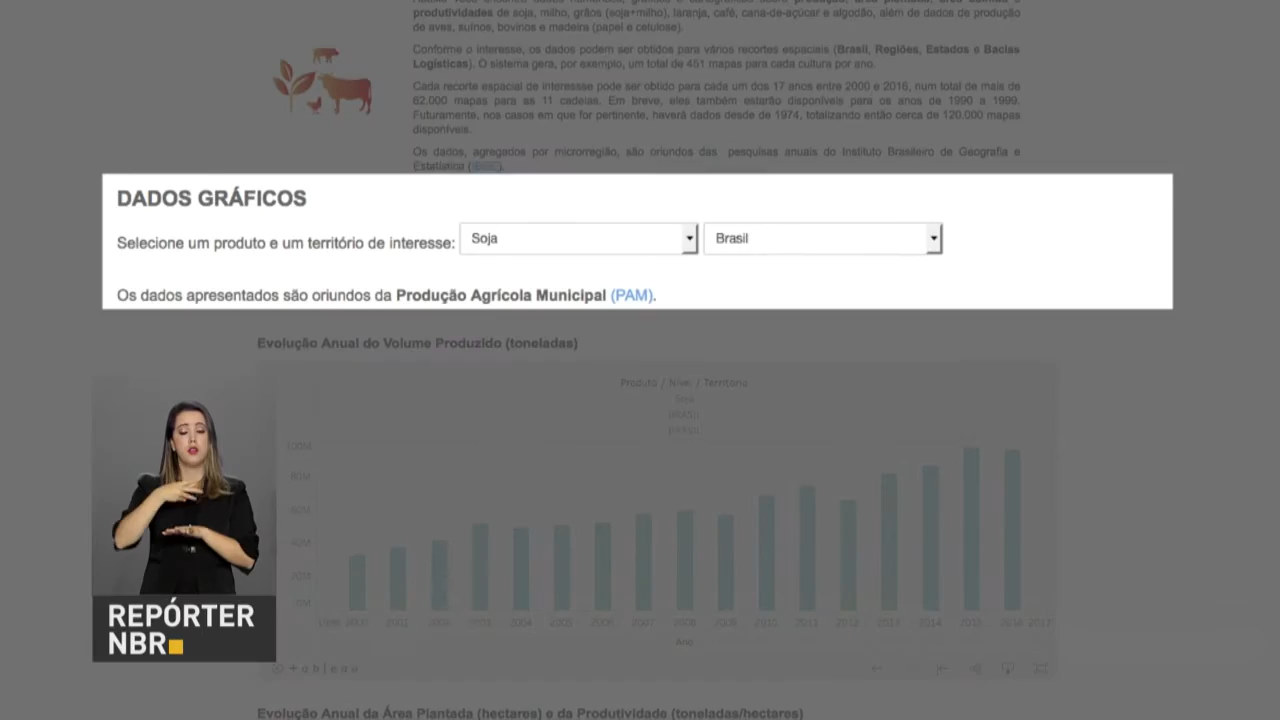 produtividades de soja, milho, grãos (soja+milho), laranja, café, cana-de-açúcar e algodão, além de dados de produção
de aves, suínos, bovinos e madeira (papel e celulose).
Conforme o interesse, os dados podem ser obtidos para vários recortes espaciais (Brasil, Regiões, Estados e Bacias
Logísticas). O sistema gera, por exemplo, um total de 451 mapas para cada cultura por ano.
Cada recorte espacial de interesse pode ser obtido para cada um dos 17 anos entre 2000 e 2016, num total de mais de
62.000 mapas para as 11 cadeias. Em breve, eles também estarão disponíveis para os anos de 1990 a 1999.
Futuramente, nos casos em que for pertinente, haverá dados desde de 1974, totalizando então cerca de 120.000 mapas
disponíveis.
Os dados, agregados por microrregião, são oriundos das pesquisas anuais do Instituto Brasileiro de Geografia e
Estatística
DADOS GRÁFICOS
Selecione um produto e um território de interesse: Soja Brasil
Os dados apresentados são oriundos da Produção Agrícola Municipal (PAM).
Evolução Anual do Volume Produzido (toneladas)
Produto / Nível / Território
Soja
100M
80M
60M
40M
20M
0M
1999 2000 2001 2002 2003 2004 2005 2006 2007 2008 2009 2010 2011 2012 2013 2014 2015 2016 2017
Ano
+ a b l e a u
REPÓRTER
NBR
Evolução Anual da Área Plantada (hectares) e da Produtividade (toneladas/hectares)